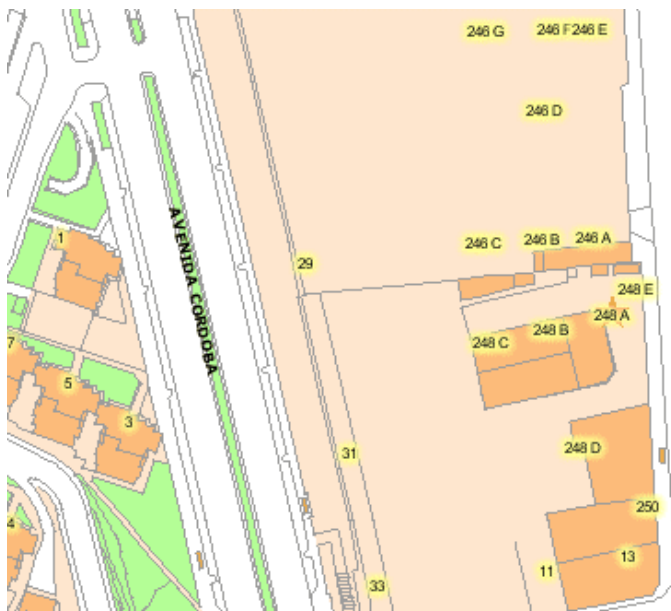 246 G
246 F
246 E
246 D
1
AVENIDA CORDOBA
246 C
246 B
246 A
29
248 E
248 A
248 B
248 C
7
5
3
248 D
31
250
4
13
11
33